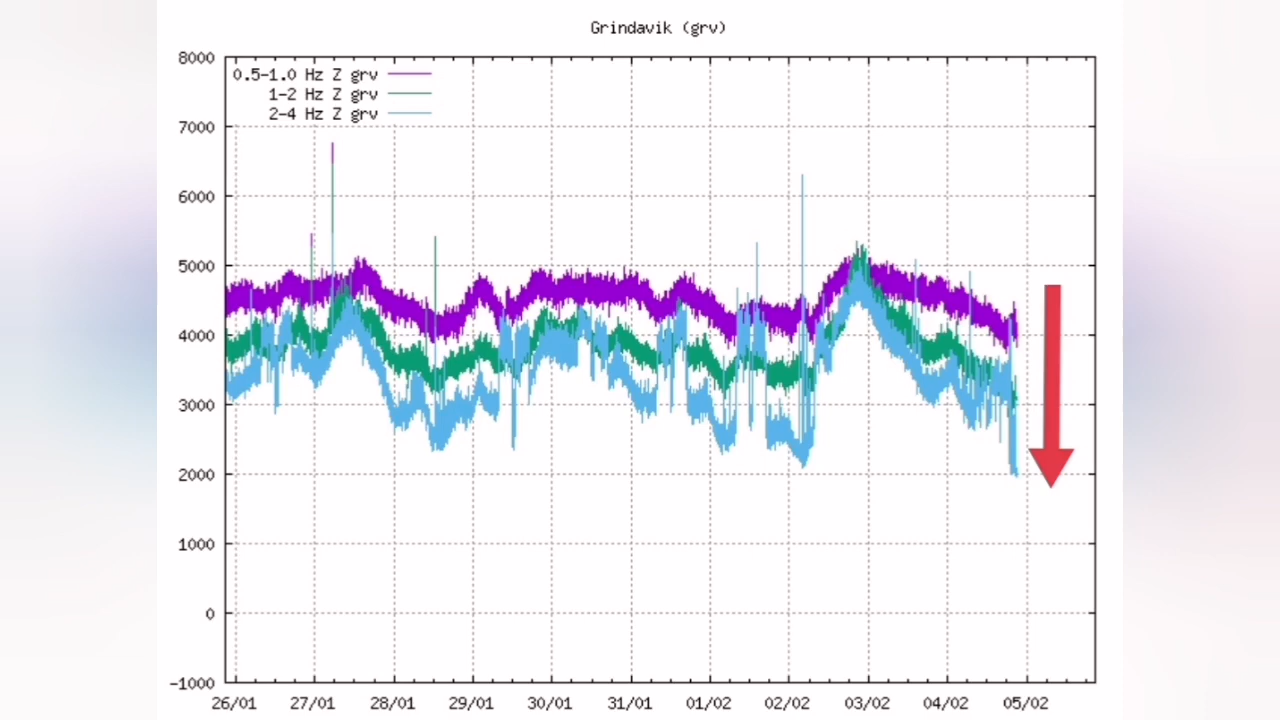 Grindavik (grv)
8000
0.5-1.0 Hz Z grv
1-2 Hz Z grv
2-4 Hz Z grv
7000
6000
5000
4000
3000
2000
1000
0
-1000
26/01 27/01 28/01 29/01 30/01 31/01 01/02 02/02 03/02 04/02 05/02